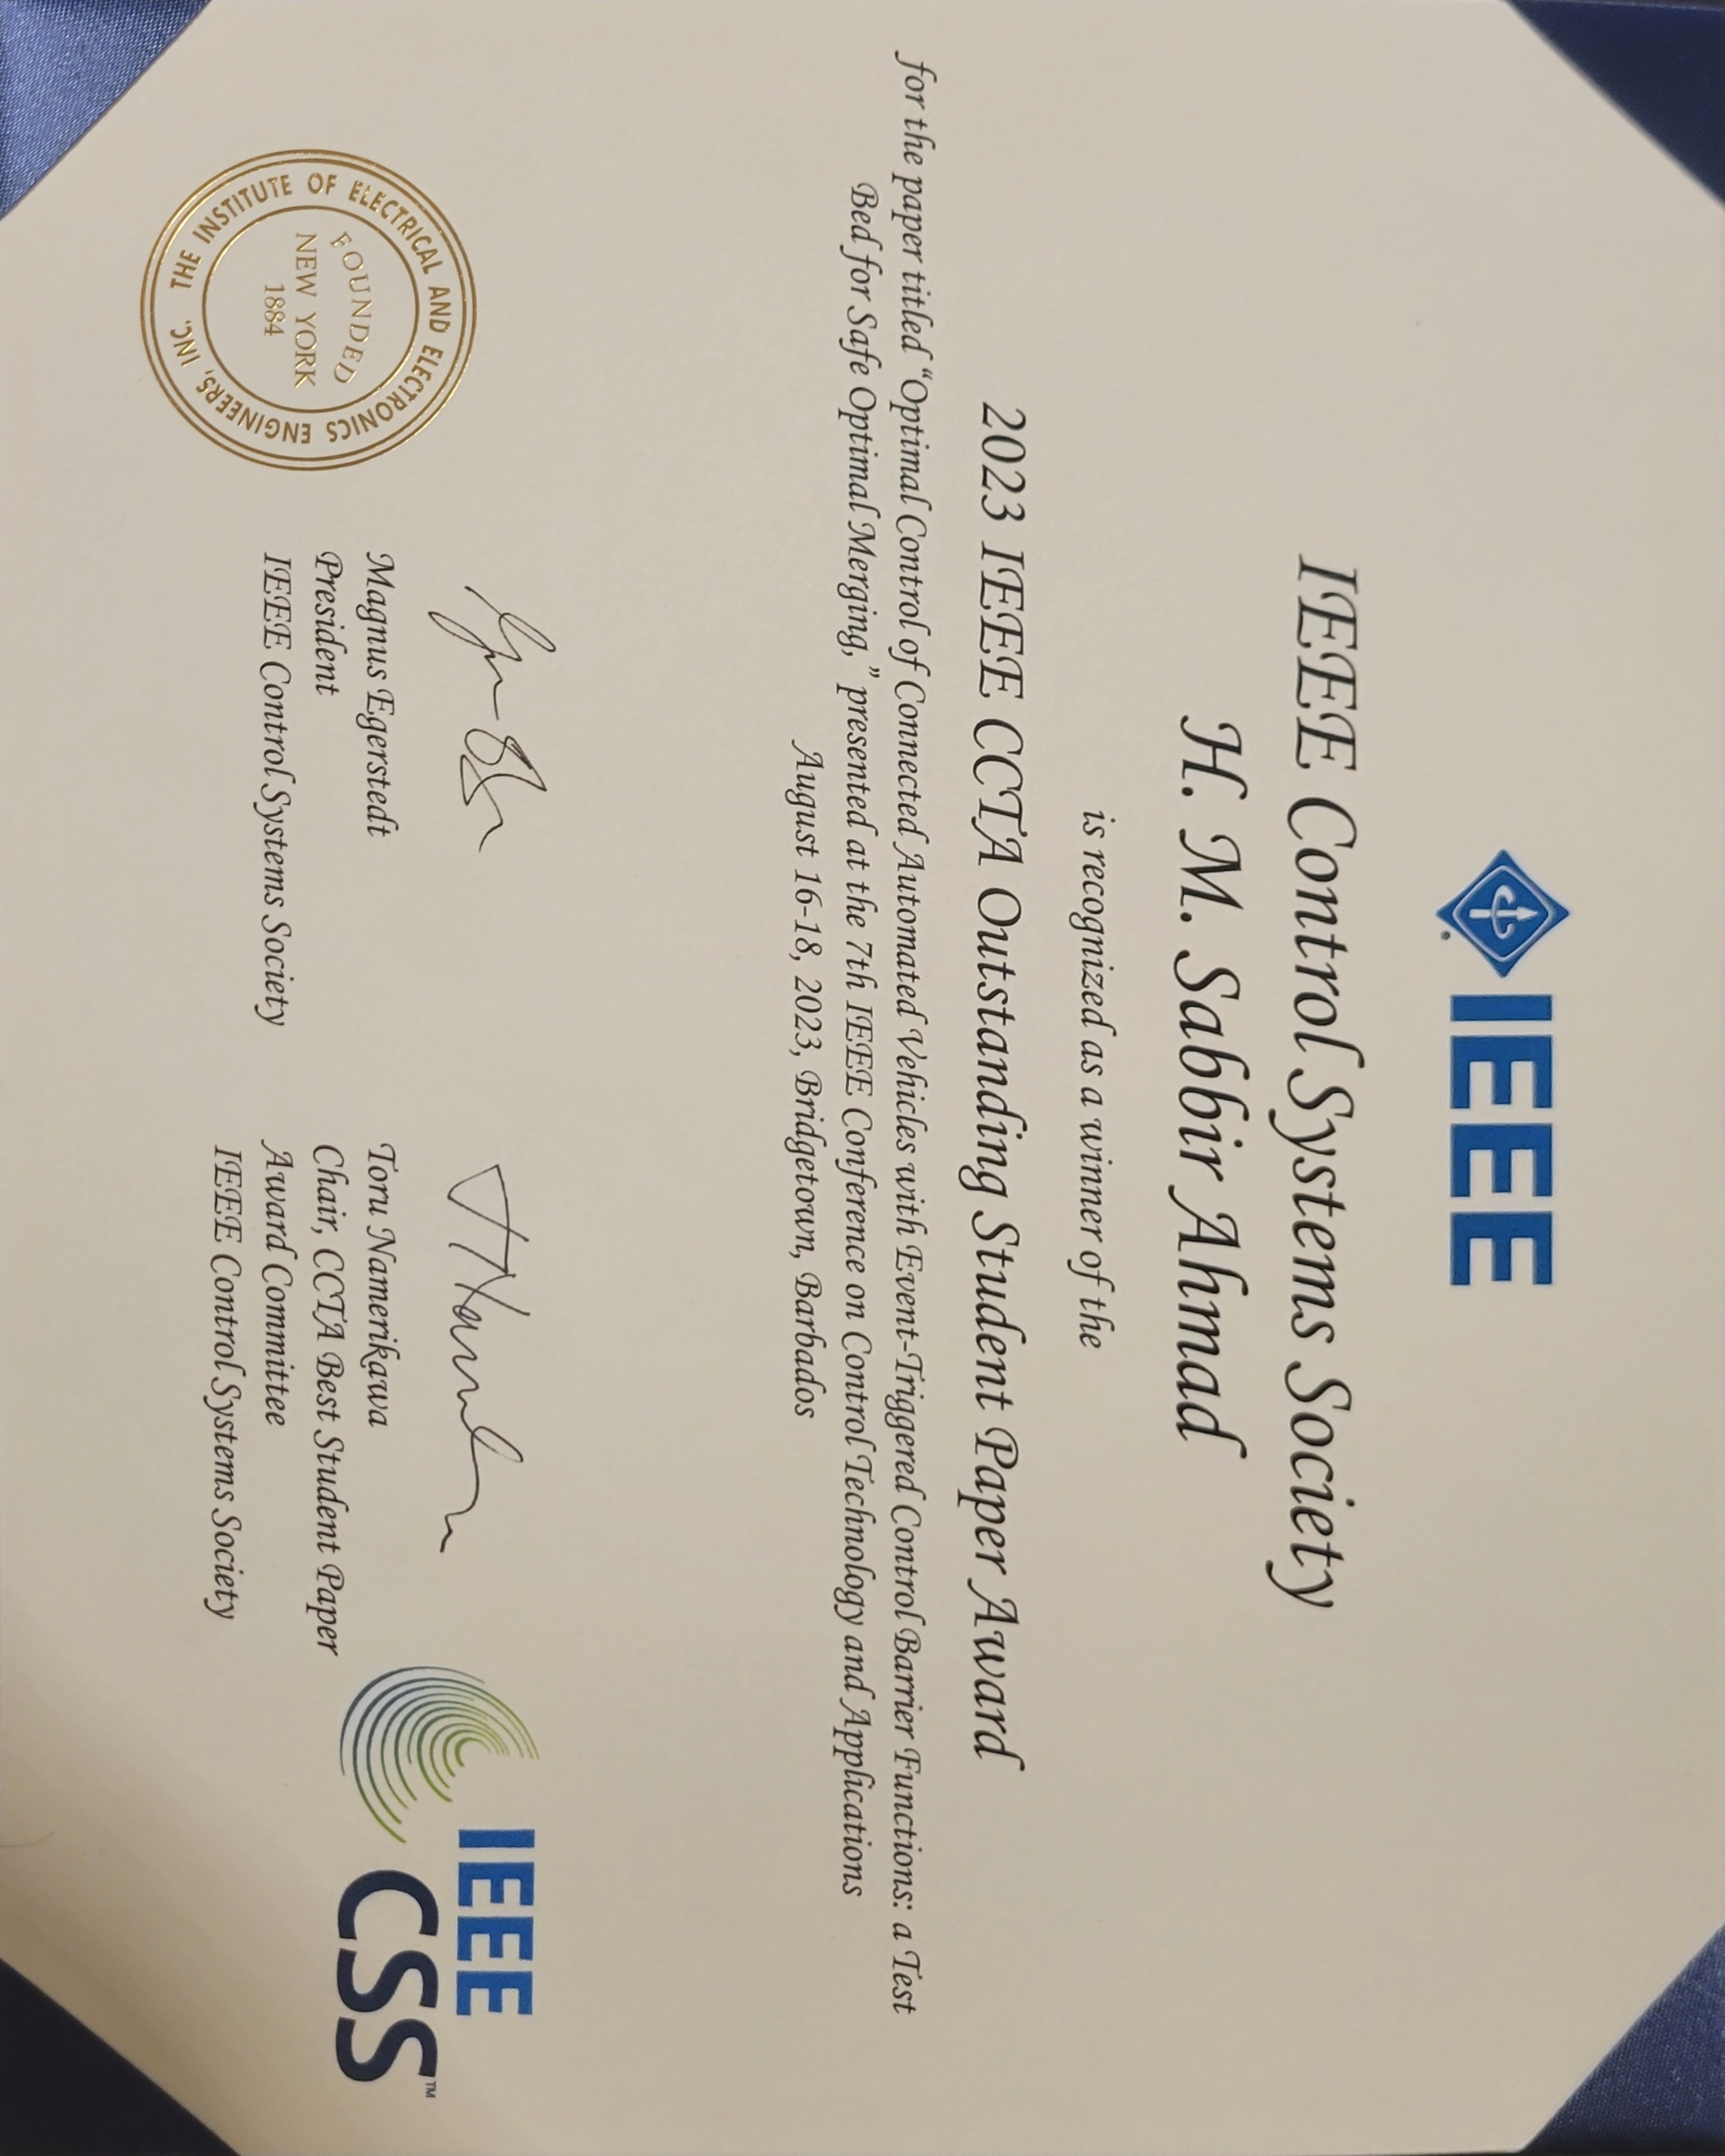 IEEE
IEEE Control Systems Society
H. M. Sabbir Ahmad
is recognized as a winner of the
2023 IEEE CCTA Outstanding Student Paper Award
for the paper titled “Optimal Control of Connected Automated Vehicles with Event-Triggered Control Barrier Functions: a Test
Bed for Safe Optimal Merging,” presented at the 7th IEEE Conference on Control Technology and Applications
August 16-18, 2023, Bridgetown, Barbados
THE INSTITUTE OF ELECTRICAL AND ELECTRONICS ENGINEERS, INC.
FOUNDED
NEW YORK
1884
Magnus Egerstedt
President
IEEE Control Systems Society
Toru Namerikawa
Chair, CCTA Best Student Paper
Award Committee
IEEE Control Systems Society
IEEE
CSS™